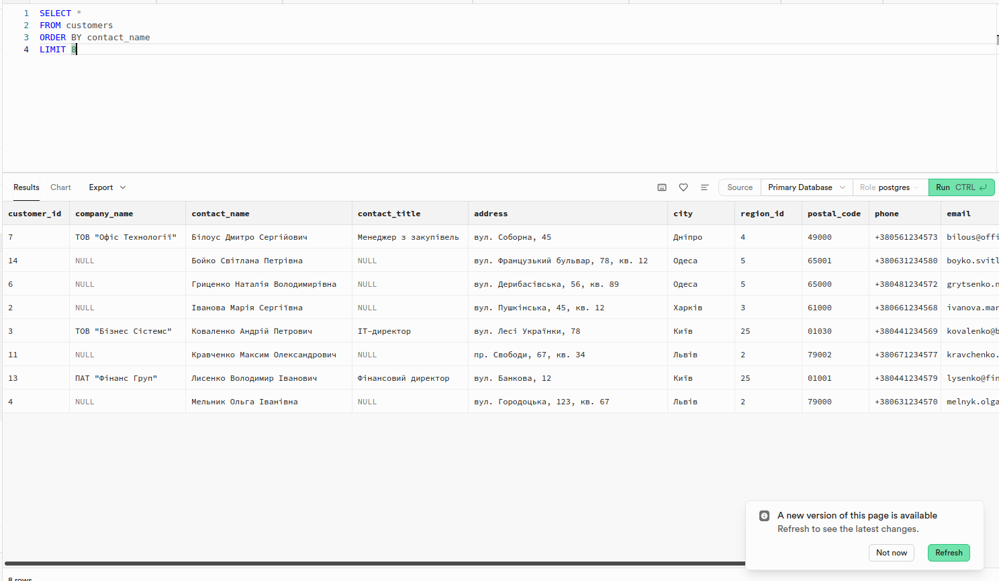 1 SELECT *
2 FROM customers
3 ORDER BY contact_name
4 LIMIT 8
Results Chart Export Source Primary Database Role postgres Run CTRL
customer_id company_name contact_name contact_title address city region_id postal_code phone email
7 ТОВ "Офіс Технології" Білоус Дмитро Сергійович Менеджер з закупівель вул. Соборна, 45 Дніпро 4 49000 +380561234573 bilous@offi
14 NULL Бойко Світлана Петрівна NULL вул. Французький бульвар, 78, кв. 12 Одеса 5 65001 +380631234580 boyko.svitl
6 NULL Гриценко Наталія Володимирівна NULL вул. Дерибасівська, 56, кв. 89 Одеса 5 65000 +380481234572 grytsenko.n
2 NULL Іванова Марія Сергіївна NULL вул. Пушкінська, 45, кв. 12 Харків 3 61000 +380661234568 ivanova.mar
3 ТОВ "Бізнес Сістемс" Коваленко Андрій Петрович ІТ-директор вул. Лесі Українки, 78 Київ 25 01030 +380441234569 kovalenko@b
11 NULL Кравченко Максим Олександрович NULL пр. Свободи, 67, кв. 34 Львів 2 79002 +380671234577 kravchenko.
13 ПАТ "Фінанс Груп" Лисенко Володимир Іванович Фінансовий директор вул. Банкова, 12 Київ 25 01001 +380441234579 lysenko@fin
4 NULL Мельник Ольга Іванівна NULL вул. Городоцька, 123, кв. 67 Львів 2 79000 +380631234570 melnyk.olga
A new version of this page is available
Refresh to see the latest changes.
Not now Refresh
8 rows